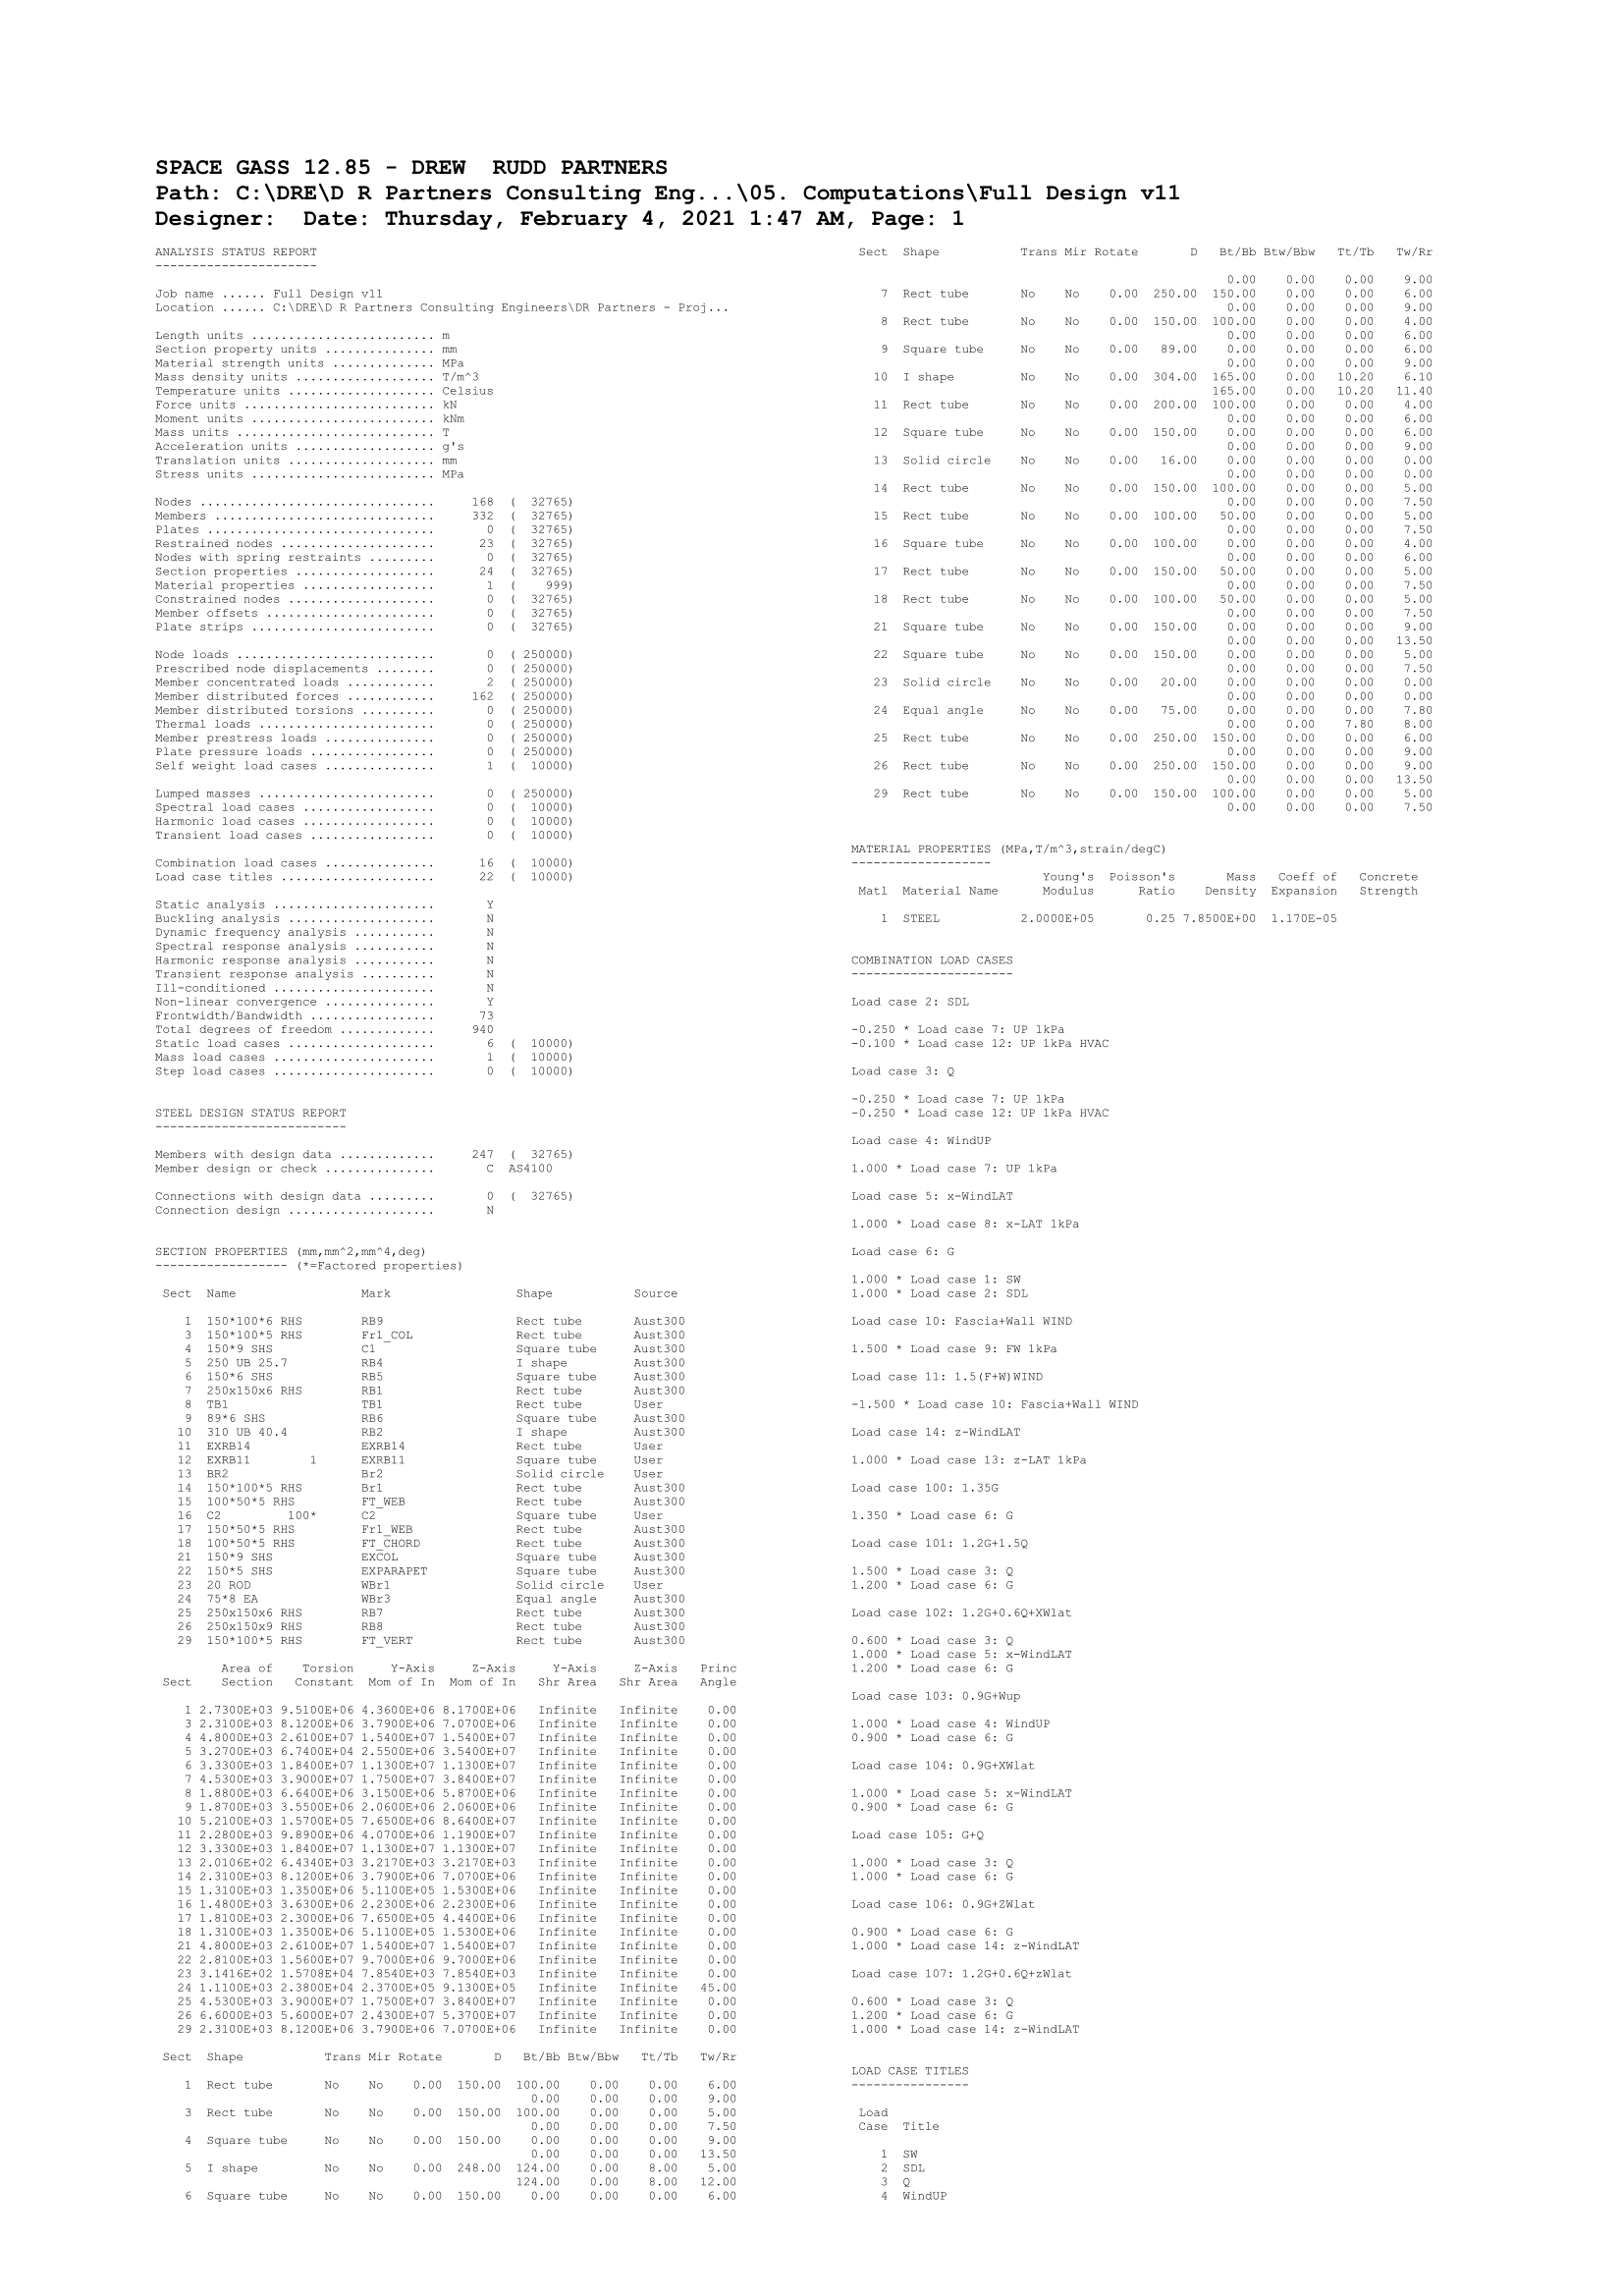 SPACE GASS 12.85 - DREW  RUDD PARTNERS
Path: C:\DRE\D R Partners Consulting Eng...\05. Computations\Full Design v11
Designer:  Date: Thursday, February 4, 2021 1:47 AM, Page: 1
ANALYSIS STATUS REPORT
----------------------
Job name ...... Full Design v11
Location ...... C:\DRE\D R Partners Consulting Engineers\DR Partners - Proj...
Length units ......................... m
Section property units ............... mm
Material strength units .............. MPa
Mass density units ................... T/m^3
Temperature units .................... Celsius
Force units .......................... kN
Moment units ......................... kNm
Mass units ........................... T
Acceleration units ................... g's
Translation units .................... mm
Stress units ......................... MPa
Nodes ................................ 168 ( 32765)
Members .............................. 332 ( 32765)
Plates ............................... 0 ( 32765)
Restrained nodes ..................... 23 ( 32765)
Nodes with spring restraints ......... 0 ( 32765)
Section properties ................... 24 ( 32765)
Material properties .................. 1 ( 999)
Constrained nodes .................... 0 ( 32765)
Member offsets ....................... 0 ( 32765)
Plate strips ......................... 0 ( 32765)
Node loads ........................... 0 ( 250000)
Prescribed node displacements ........ 0 ( 250000)
Member concentrated loads ............ 2 ( 250000)
Member distributed forces ............ 162 ( 250000)
Member distributed torsions .......... 0 ( 250000)
Thermal loads ........................ 0 ( 250000)
Member prestress loads ............... 0 ( 250000)
Plate pressure loads ................. 0 ( 250000)
Self weight load cases ............... 1 ( 10000)
Lumped masses ........................ 0 ( 250000)
Spectral load cases .................. 0 ( 10000)
Harmonic load cases .................. 0 ( 10000)
Transient load cases ................. 0 ( 10000)
Combination load cases ............... 16 ( 10000)
Load case titles ..................... 22 ( 10000)
Static analysis ...................... Y
Buckling analysis .................... N
Dynamic frequency analysis ........... N
Spectral response analysis ........... N
Harmonic response analysis ........... N
Transient response analysis .......... N
Ill-conditioned ...................... N
Non-linear convergence ............... Y
Frontwidth/Bandwidth ................. 73
Total degrees of freedom ............. 940
Static load cases .................... 6 ( 10000)
Mass load cases ...................... 1 ( 10000)
Step load cases ...................... 0 ( 10000)
STEEL DESIGN STATUS REPORT
--------------------------
Members with design data ............. 247 ( 32765)
Member design or check ............... C AS4100
Connections with design data ......... 0 ( 32765)
Connection design .................... N
SECTION PROPERTIES (mm,mm^2,mm^4,deg)
------------------ (*=Factored properties)
Sect Name Mark Shape Source
1 150*100*6 RHS RB9 Rect tube Aust300
3 150*100*5 RHS Fr1_COL Rect tube Aust300
4 150*9 SHS C1 Square tube Aust300
5 250 UB 25.7 RB4 I shape Aust300
6 150*6 SHS RB5 Square tube Aust300
7 250x150x6 RHS RB1 Rect tube Aust300
8 TB1 TB1 Rect tube User
9 89*6 SHS RB6 Square tube Aust300
10 310 UB 40.4 RB2 I shape Aust300
11 EXRB14 EXRB14 Rect tube User
12 EXRB11 1 EXRB11 Square tube User
13 BR2 Br2 Solid circle User
14 150*100*5 RHS Br1 Rect tube Aust300
15 100*50*5 RHS FT_WEB Rect tube Aust300
16 C2 100* C2 Square tube User
17 150*50*5 RHS Fr1_WEB Rect tube Aust300
18 100*50*5 RHS FT_CHORD Rect tube Aust300
21 150*9 SHS EXCOL Square tube Aust300
22 150*5 SHS EXPARAPET Square tube Aust300
23 20 ROD WBr1 Solid circle User
24 75*8 EA WBr3 Equal angle Aust300
25 250x150x6 RHS RB7 Rect tube Aust300
26 250x150x9 RHS RB8 Rect tube Aust300
29 150*100*5 RHS FT_VERT Rect tube Aust300
Area of Torsion Y-Axis Z-Axis Y-Axis Z-Axis Princ
Sect Section Constant Mom of In Mom of In Shr Area Shr Area Angle
1 2.7300E+03 9.5100E+06 4.3600E+06 8.1700E+06 Infinite Infinite 0.00
3 2.3100E+03 8.1200E+06 3.7900E+06 7.0700E+06 Infinite Infinite 0.00
4 4.8000E+03 2.6100E+07 1.5400E+07 1.5400E+07 Infinite Infinite 0.00
5 3.2700E+03 6.7400E+04 2.5500E+06 3.5400E+07 Infinite Infinite 0.00
6 3.3300E+03 1.8400E+07 1.1300E+07 1.1300E+07 Infinite Infinite 0.00
7 4.5300E+03 3.9000E+07 1.7500E+07 3.8400E+07 Infinite Infinite 0.00
8 1.8800E+03 6.6400E+06 3.1500E+06 5.8700E+06 Infinite Infinite 0.00
9 1.8700E+03 3.5500E+06 2.0600E+06 2.0600E+06 Infinite Infinite 0.00
10 5.2100E+03 1.5700E+05 7.6500E+06 8.6400E+07 Infinite Infinite 0.00
11 2.2800E+03 9.8900E+06 4.0700E+06 1.1900E+07 Infinite Infinite 0.00
12 3.3300E+03 1.8400E+07 1.1300E+07 1.1300E+07 Infinite Infinite 0.00
13 2.0106E+02 6.4340E+03 3.2170E+03 3.2170E+03 Infinite Infinite 0.00
14 2.3100E+03 8.1200E+06 3.7900E+06 7.0700E+06 Infinite Infinite 0.00
15 1.3100E+03 1.3500E+06 5.1100E+05 1.5300E+06 Infinite Infinite 0.00
16 1.4800E+03 3.6300E+06 2.2300E+06 2.2300E+06 Infinite Infinite 0.00
17 1.8100E+03 2.3000E+06 7.6500E+05 4.4400E+06 Infinite Infinite 0.00
18 1.3100E+03 1.3500E+06 5.1100E+05 1.5300E+06 Infinite Infinite 0.00
21 4.8000E+03 2.6100E+07 1.5400E+07 1.5400E+07 Infinite Infinite 0.00
22 2.8100E+03 1.5600E+07 9.7000E+06 9.7000E+06 Infinite Infinite 0.00
23 3.1416E+02 1.5708E+04 7.8540E+03 7.8540E+03 Infinite Infinite 0.00
24 1.1100E+03 2.3800E+04 2.3700E+05 9.1300E+05 Infinite Infinite 45.00
25 4.5300E+03 3.9000E+07 1.7500E+07 3.8400E+07 Infinite Infinite 0.00
26 6.6000E+03 5.6000E+07 2.4300E+07 5.3700E+07 Infinite Infinite 0.00
29 2.3100E+03 8.1200E+06 3.7900E+06 7.0700E+06 Infinite Infinite 0.00
Sect Shape Trans Mir Rotate D Bt/Bb Btw/Bbw Tt/Tb Tw/Rr
1 Rect tube No No 0.00 150.00 100.00 0.00 0.00 6.00
0.00 0.00 0.00 9.00
3 Rect tube No No 0.00 150.00 100.00 0.00 0.00 5.00
0.00 0.00 0.00 7.50
4 Square tube No No 0.00 150.00 0.00 0.00 0.00 9.00
0.00 0.00 0.00 13.50
5 I shape No No 0.00 248.00 124.00 0.00 8.00 5.00
124.00 0.00 8.00 12.00
6 Square tube No No 0.00 150.00 0.00 0.00 0.00 6.00
Sect Shape Trans Mir Rotate D Bt/Bb Btw/Bbw Tt/Tb Tw/Rr
0.00 0.00 0.00 9.00
7 Rect tube No No 0.00 250.00 150.00 0.00 0.00 6.00
0.00 0.00 0.00 9.00
8 Rect tube No No 0.00 150.00 100.00 0.00 0.00 4.00
0.00 0.00 0.00 6.00
9 Square tube No No 0.00 89.00 0.00 0.00 0.00 6.00
0.00 0.00 0.00 9.00
10 I shape No No 0.00 304.00 165.00 0.00 10.20 6.10
165.00 0.00 10.20 11.40
11 Rect tube No No 0.00 200.00 100.00 0.00 0.00 4.00
0.00 0.00 0.00 6.00
12 Square tube No No 0.00 150.00 0.00 0.00 0.00 6.00
0.00 0.00 0.00 9.00
13 Solid circle No No 0.00 16.00 0.00 0.00 0.00 0.00
0.00 0.00 0.00 0.00
14 Rect tube No No 0.00 150.00 100.00 0.00 0.00 5.00
0.00 0.00 0.00 7.50
15 Rect tube No No 0.00 100.00 50.00 0.00 0.00 5.00
0.00 0.00 0.00 7.50
16 Square tube No No 0.00 100.00 0.00 0.00 0.00 4.00
0.00 0.00 0.00 6.00
17 Rect tube No No 0.00 150.00 50.00 0.00 0.00 5.00
0.00 0.00 0.00 7.50
18 Rect tube No No 0.00 100.00 50.00 0.00 0.00 5.00
0.00 0.00 0.00 7.50
21 Square tube No No 0.00 150.00 0.00 0.00 0.00 9.00
0.00 0.00 0.00 13.50
22 Square tube No No 0.00 150.00 0.00 0.00 0.00 5.00
0.00 0.00 0.00 7.50
23 Solid circle No No 0.00 20.00 0.00 0.00 0.00 0.00
0.00 0.00 0.00 0.00
24 Equal angle No No 0.00 75.00 0.00 0.00 0.00 7.80
0.00 0.00 7.80 8.00
25 Rect tube No No 0.00 250.00 150.00 0.00 0.00 6.00
0.00 0.00 0.00 9.00
26 Rect tube No No 0.00 250.00 150.00 0.00 0.00 9.00
0.00 0.00 0.00 13.50
29 Rect tube No No 0.00 150.00 100.00 0.00 0.00 5.00
0.00 0.00 0.00 7.50
MATERIAL PROPERTIES (MPa,T/m^3,strain/degC)
-------------------
Young's Poisson's Mass Coeff of Concrete
Matl Material Name Modulus Ratio Density Expansion Strength
1 STEEL 2.0000E+05 0.25 7.8500E+00 1.170E-05
COMBINATION LOAD CASES
----------------------
Load case 2: SDL
-0.250 * Load case 7: UP 1kPa
-0.100 * Load case 12: UP 1kPa HVAC
Load case 3: Q
-0.250 * Load case 7: UP 1kPa
-0.250 * Load case 12: UP 1kPa HVAC
Load case 4: WindUP
1.000 * Load case 7: UP 1kPa
Load case 5: x-WindLAT
1.000 * Load case 8: x-LAT 1kPa
Load case 6: G
1.000 * Load case 1: SW
1.000 * Load case 2: SDL
Load case 10: Fascia+Wall WIND
1.500 * Load case 9: FW 1kPa
Load case 11: 1.5(F+W)WIND
-1.500 * Load case 10: Fascia+Wall WIND
Load case 14: z-WindLAT
1.000 * Load case 13: z-LAT 1kPa
Load case 100: 1.35G
1.350 * Load case 6: G
Load case 101: 1.2G+1.5Q
1.500 * Load case 3: Q
1.200 * Load case 6: G
Load case 102: 1.2G+0.6Q+XWlat
0.600 * Load case 3: Q
1.000 * Load case 5: x-WindLAT
1.200 * Load case 6: G
Load case 103: 0.9G+Wup
1.000 * Load case 4: WindUP
0.900 * Load case 6: G
Load case 104: 0.9G+XWlat
1.000 * Load case 5: x-WindLAT
0.900 * Load case 6: G
Load case 105: G+Q
1.000 * Load case 3: Q
1.000 * Load case 6: G
Load case 106: 0.9G+ZWlat
0.900 * Load case 6: G
1.000 * Load case 14: z-WindLAT
Load case 107: 1.2G+0.6Q+zWlat
0.600 * Load case 3: Q
1.200 * Load case 6: G
1.000 * Load case 14: z-WindLAT
LOAD CASE TITLES
----------------
Load
Case Title
1 SW
2 SDL
3 Q
4 WindUP